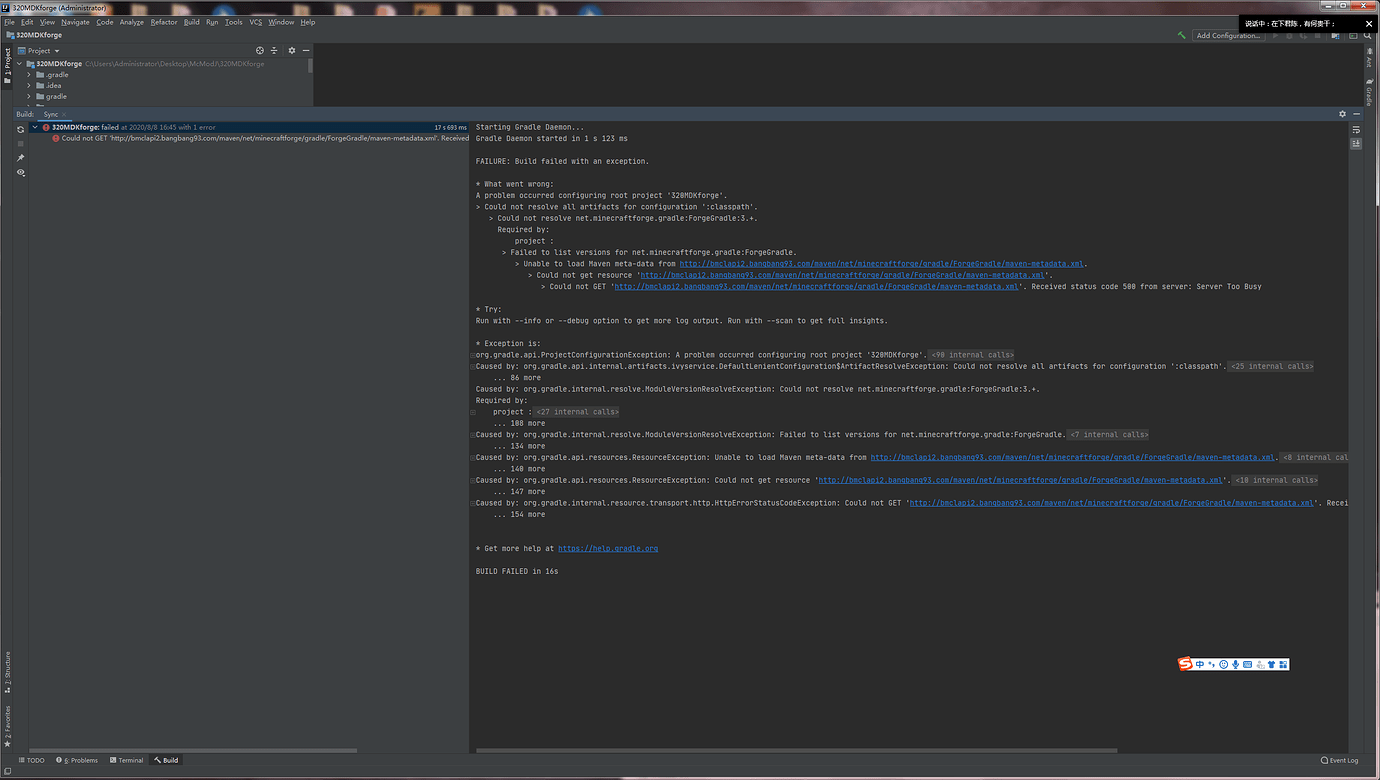 320MDKforge (Administrator)
File Edit View Navigate Code Analyze Refactor Build Run Tools VCS Window Help
说话中：在下君陈，有何贵干；
320MDKforge
Add Configuration...
Project
320MDKforge C:\Users\Administrator\Desktop\McModJ\320MDKforge
.gradle
.idea
gradle
1: Project
Ant
Gradle
Build: Sync
320MDKforge: failed at 2020/8/8 16:45 with 1 error 17 s 693 ms
Could not GET 'http://bmclapi2.bangbang93.com/maven/net/minecraftforge/gradle/ForgeGradle/maven-metadata.xml'. Received
Starting Gradle Daemon...
Gradle Daemon started in 1 s 123 ms
FAILURE: Build failed with an exception.
* What went wrong:
A problem occurred configuring root project '320MDKforge'.
> Could not resolve all artifacts for configuration ':classpath'.
> Could not resolve net.minecraftforge.gradle:ForgeGradle:3.+.
Required by:
project :
> Failed to list versions for net.minecraftforge.gradle:ForgeGradle.
> Unable to load Maven meta-data from http://bmclapi2.bangbang93.com/maven/net/minecraftforge/gradle/ForgeGradle/maven-metadata.xml.
> Could not get resource 'http://bmclapi2.bangbang93.com/maven/net/minecraftforge/gradle/ForgeGradle/maven-metadata.xml'.
> Could not GET 'http://bmclapi2.bangbang93.com/maven/net/minecraftforge/gradle/ForgeGradle/maven-metadata.xml'. Received status code 500 from server: Server Too Busy
* Try:
Run with --info or --debug option to get more log output. Run with --scan to get full insights.
* Exception is:
org.gradle.api.ProjectConfigurationException: A problem occurred configuring root project '320MDKforge'. <90 internal calls>
Caused by: org.gradle.api.internal.artifacts.ivyservice.DefaultLenientConfiguration$ArtifactResolveException: Could not resolve all artifacts for configuration ':classpath'. <25 internal calls>
... 86 more
Caused by: org.gradle.internal.resolve.ModuleVersionResolveException: Could not resolve net.minecraftforge.gradle:ForgeGradle:3.+.
Required by:
project : <27 internal calls>
... 108 more
Caused by: org.gradle.internal.resolve.ModuleVersionResolveException: Failed to list versions for net.minecraftforge.gradle:ForgeGradle. <7 internal calls>
... 134 more
Caused by: org.gradle.api.resources.ResourceException: Unable to load Maven meta-data from http://bmclapi2.bangbang93.com/maven/net/minecraftforge/gradle/ForgeGradle/maven-metadata.xml. <8 internal cal
... 140 more
Caused by: org.gradle.api.resources.ResourceException: Could not get resource 'http://bmclapi2.bangbang93.com/maven/net/minecraftforge/gradle/ForgeGradle/maven-metadata.xml'. <10 internal calls>
... 147 more
Caused by: org.gradle.internal.resource.transport.http.HttpErrorStatusCodeException: Could not GET 'http://bmclapi2.bangbang93.com/maven/net/minecraftforge/gradle/ForgeGradle/maven-metadata.xml'. Recei
... 154 more
* Get more help at https://help.gradle.org
BUILD FAILED in 16s
中
Z: Structure
2: Favorites
TODO 6: Problems Terminal Build Event Log